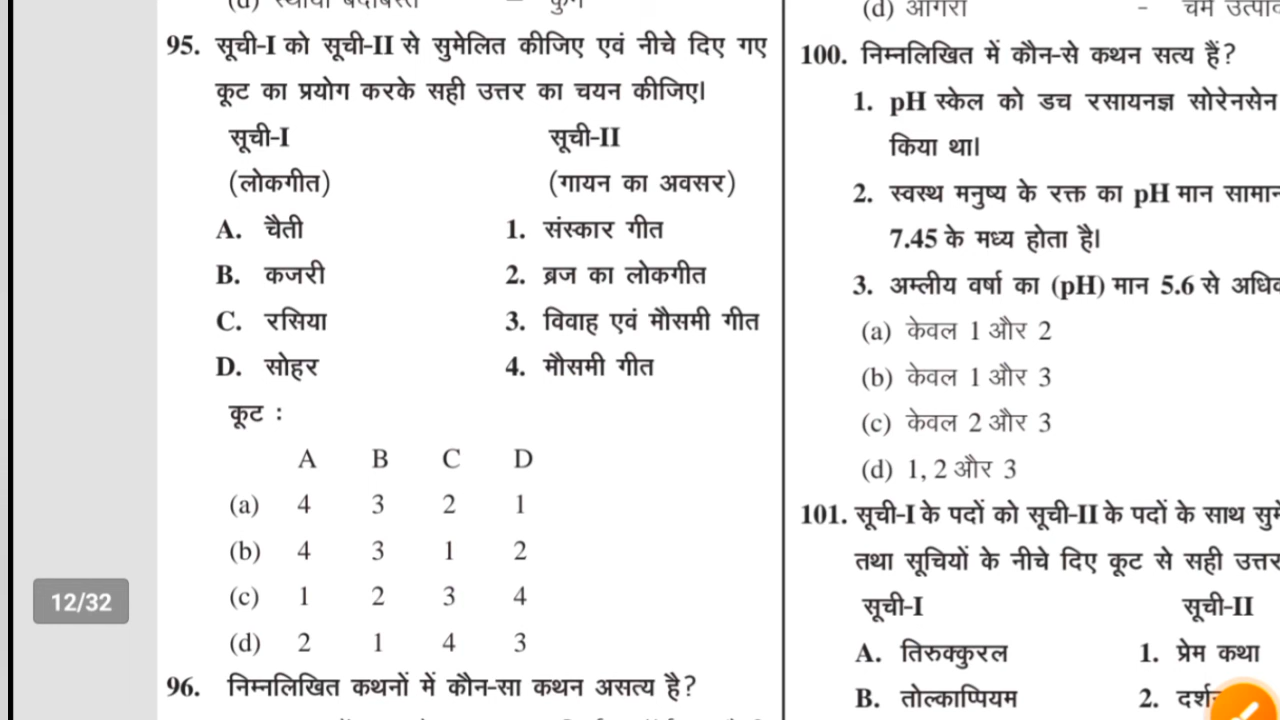 95. सूची-I को सूची-II से सुमेलित कीजिए एवं नीचे दिए गए
कूट का प्रयोग करके सही उत्तर का चयन कीजिए।
सूची-I सूची-II
(लोकगीत) (गायन का अवसर)
A. चैती 1. संस्कार गीत
B. कजरी 2. ब्रज का लोकगीत
C. रसिया 3. विवाह एवं मौसमी गीत
D. सोहर 4. मौसमी गीत
कूट :
A B C D
(a) 4 3 2 1
(b) 4 3 1 2
(c) 1 2 3 4
(d) 2 1 4 3
96. निम्नलिखित कथनों में कौन-सा कथन असत्य है?
12/32
(d) आगरा -
100. निम्नलिखित में कौन-से कथन सत्य हैं?
1. pH स्केल को डच रसायनज्ञ सोरेनसेन
किया था।
2. स्वस्थ मनुष्य के रक्त का pH मान
7.45 के मध्य होता है।
3. अम्लीय वर्षा का (pH) मान 5.6 से
(a) केवल 1 और 2
(b) केवल 1 और 3
(c) केवल 2 और 3
(d) 1, 2 और 3
101. सूची-I के पदों को सूची-II के पदों के साथ
तथा सूचियों के नीचे दिए कूट से सही
सूची-I सूची-II
A. तिरुक्कुरल 1. प्रेम कथा
B. तोल्काप्पियम 2.